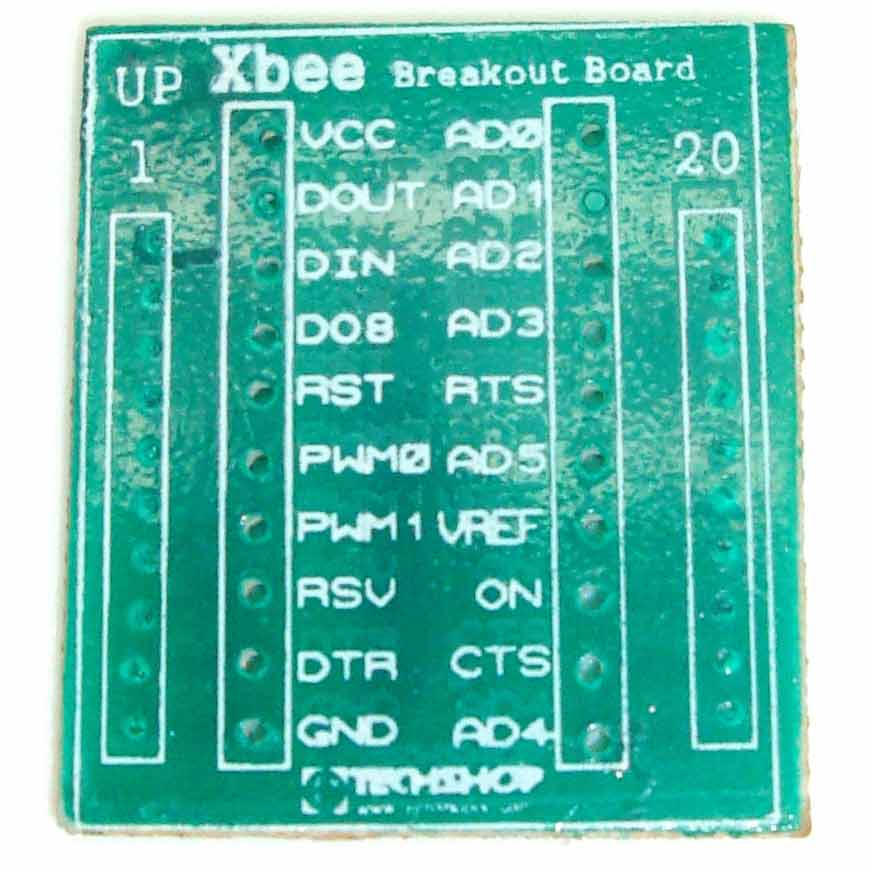 UP Xbee Breakout Board
1 20
VCC AD0
DOUT AD1
DIN AD2
DO8 AD3
RST RTS
PWM0 AD5
PWM1 VREF
RSV ON
DTR CTS
GND AD4
TECHSHOP